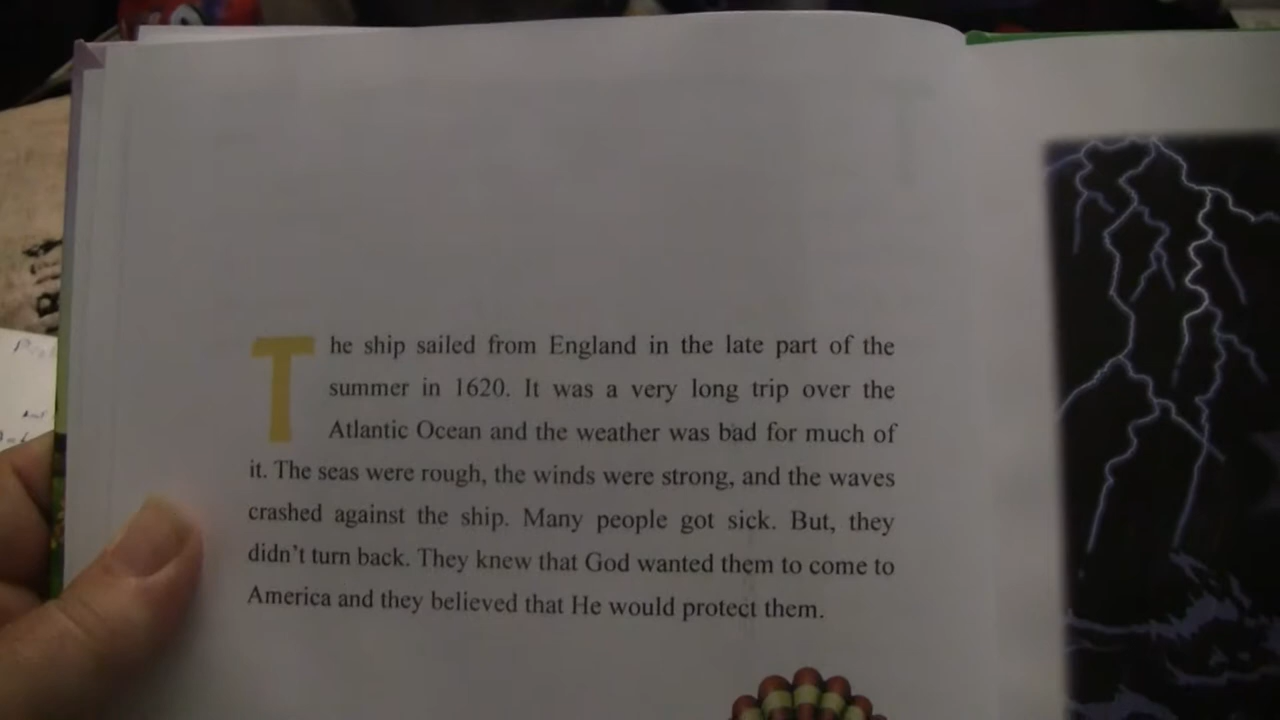 The ship sailed from England in the late part of the
summer in 1620. It was a very long trip over the
Atlantic Ocean and the weather was bad for much of
it. The seas were rough, the winds were strong, and the waves
crashed against the ship. Many people got sick. But, they
didn't turn back. They knew that God wanted them to come to
America and they believed that He would protect them.